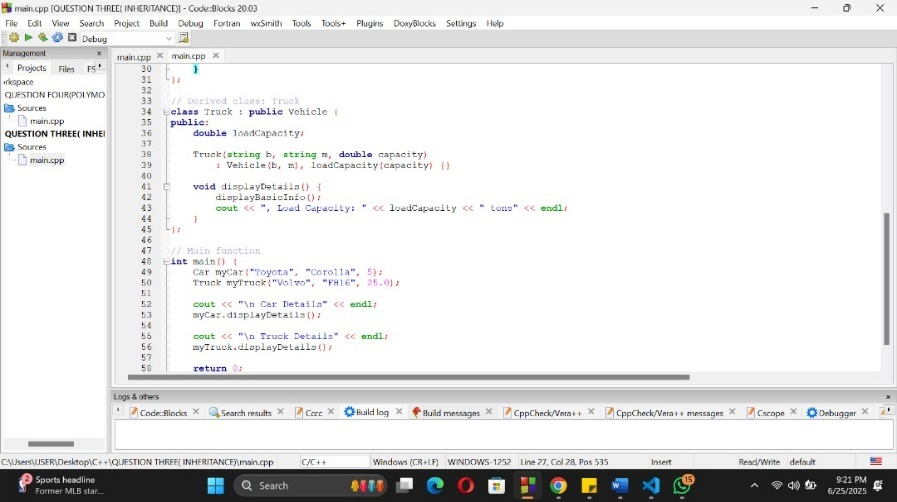 main.cpp [QUESTION THREE( INHERITANCE)] - Code::Blocks 20.03
File Edit View Search Project Build Debug Fortran wxSmith Tools Tools+ Plugins DoxyBlocks Settings Help
Debug
Management
Projects Files FS
rkspace
QUESTION FOUR(POLYMO
Sources
main.cpp
QUESTION THREE( INHEI
Sources
main.cpp
main.cpp main.cpp
30 }
31 };
32
33 // Derived class: Truck
34 class Truck : public Vehicle {
35 public:
36 double loadCapacity;
37
38 Truck(string b, string m, double capacity)
39 : Vehicle(b, m), loadCapacity(capacity) {}
40
41 void displayDetails() {
42 displayBasicInfo();
43 cout << ", Load Capacity: " << loadCapacity << " tons" << endl;
44 }
45 };
46
47 // Main function
48 int main() {
49 Car myCar("Toyota", "Corolla", 5);
50 Truck myTruck("Volvo", "FH16", 25.0);
51
52 cout << "\n Car Details" << endl;
53 myCar.displayDetails();
54
55 cout << "\n Truck Details" << endl;
56 myTruck.displayDetails();
57
58 return 0;
Logs & others
Code::Blocks Search results Cccc Build log Build messages CppCheck/Vera++ CppCheck/Vera++ messages Cscope Debugger
C:\Users\USER\Desktop\C++\QUESTION THREE( INHERITANCE)\main.cpp C/C++ Windows (CR+LF) WINDOWS-1252 Line 27, Col 28, Pos 535 Insert Read/Write default
2 Sports headline
Former MLB star...
Search
15
9:21 PM
6/25/2025